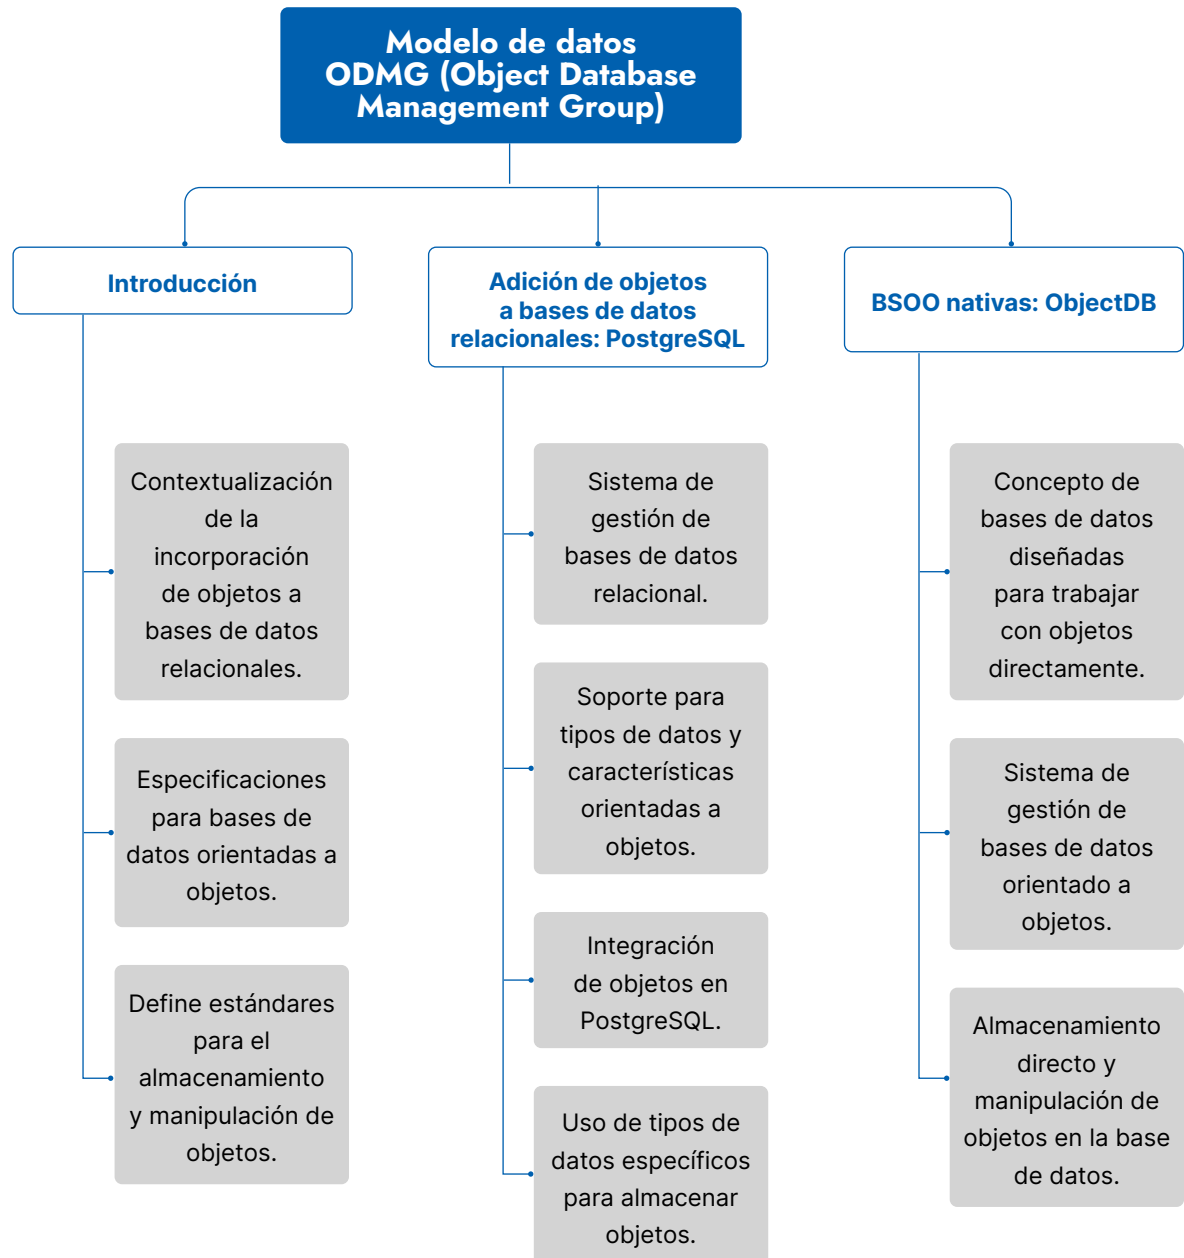 Modelo de datos
ODMG (Object Database
Management Group)
Introducción
Contextualización
de la
incorporación
de objetos a
bases de datos
relacionales.
Especificaciones
para bases de
datos orientadas a
objetos.
Define estándares
para el
almacenamiento
y manipulación de
objetos.
Adición de objetos
a bases de datos
relacionales: PostgreSQL
Sistema de
gestión de
bases de datos
relacional.
Soporte para
tipos de datos y
características
orientadas a
objetos.
Integración
de objetos en
PostgreSQL.
Uso de tipos de
datos específicos
para almacenar
objetos.
BSOO nativas: ObjectDB
Concepto de
bases de datos
diseñadas
para trabajar
con objetos
directamente.
Sistema de
gestión de
bases de datos
orientado a
objetos.
Almacenamiento
directo y
manipulación de
objetos en la base
de datos.